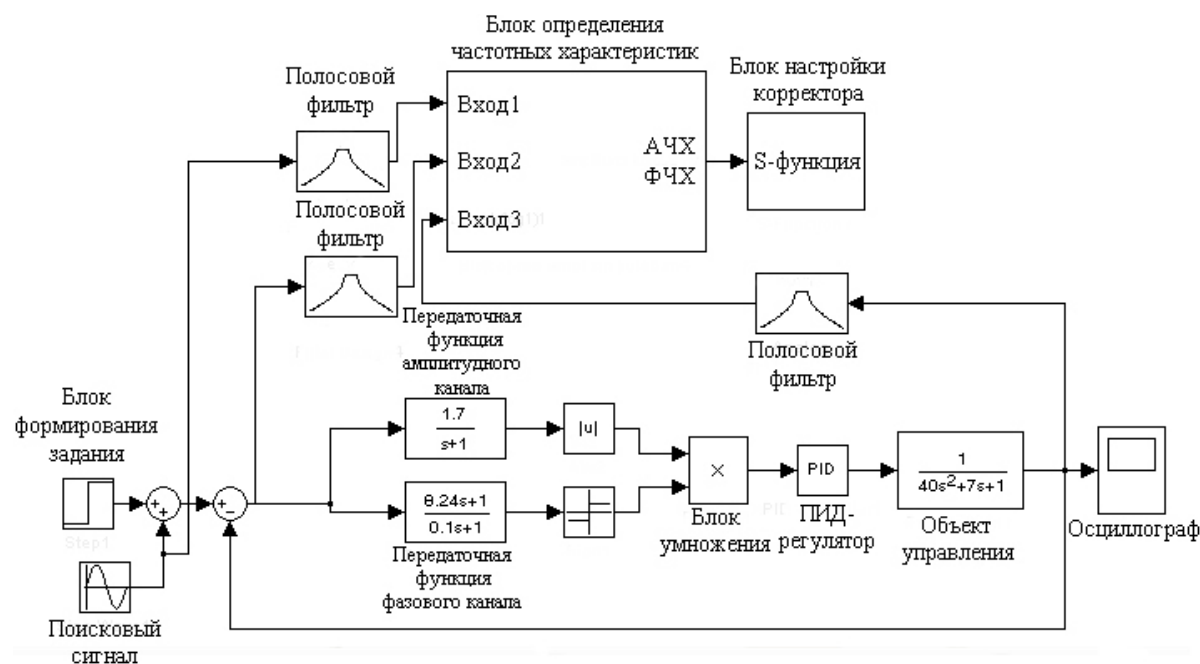 Блок определения
частотных характеристик
Блок настройки
корректора
Полосовой
фильтр
Вход1
Вход2
Вход3
АЧХ
ФЧХ
S-функция
Полосовой
фильтр
Передаточная
функция
амплитудного
канала
Полосовой
фильтр
Блок
формирования
задания
1.7
s+1
|u|
×
PID
1
40s²+7s+1
8.24s+1
0.1s+1
+
+
+
−
Step1
Блок
умножения
ПИД-
регулятор
Объект
управления
Осциллограф
Передаточная
функция
фазового канала
Поисковый
сигнал